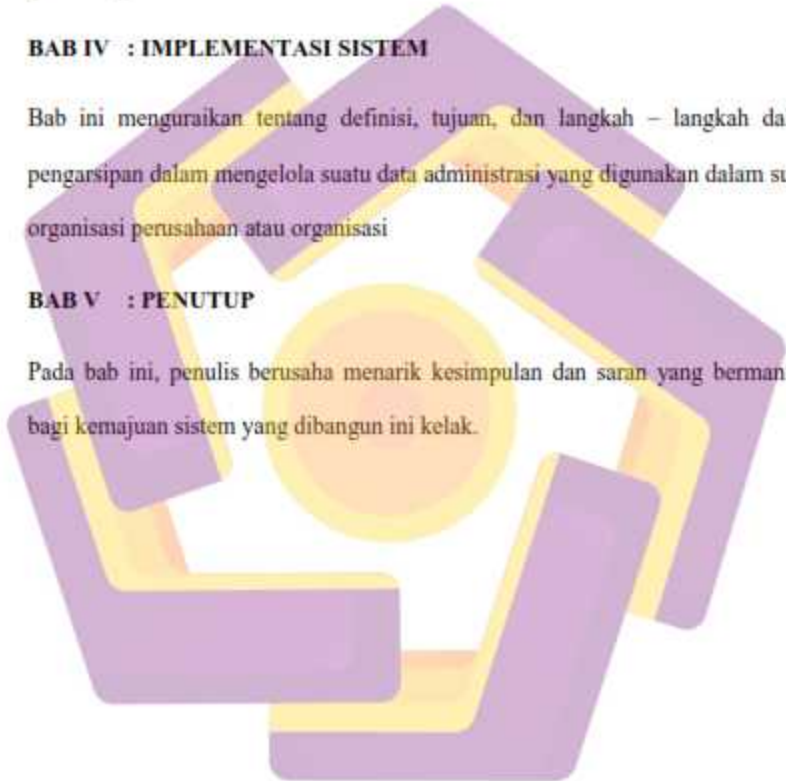 BAB IV : IMPLEMENTASI SISTEM
Bab ini menguraikan tentang definisi, tujuan, dan langkah – langkah da
pengarsipan dalam mengelola suatu data administrasi yang digunakan dalam su
organisasi perusahaan atau organisasi
BAB V : PENUTUP
Pada bab ini, penulis berusaha menarik kesimpulan dan saran yang berman
bagi kemajuan sistem yang dibangun ini kelak.